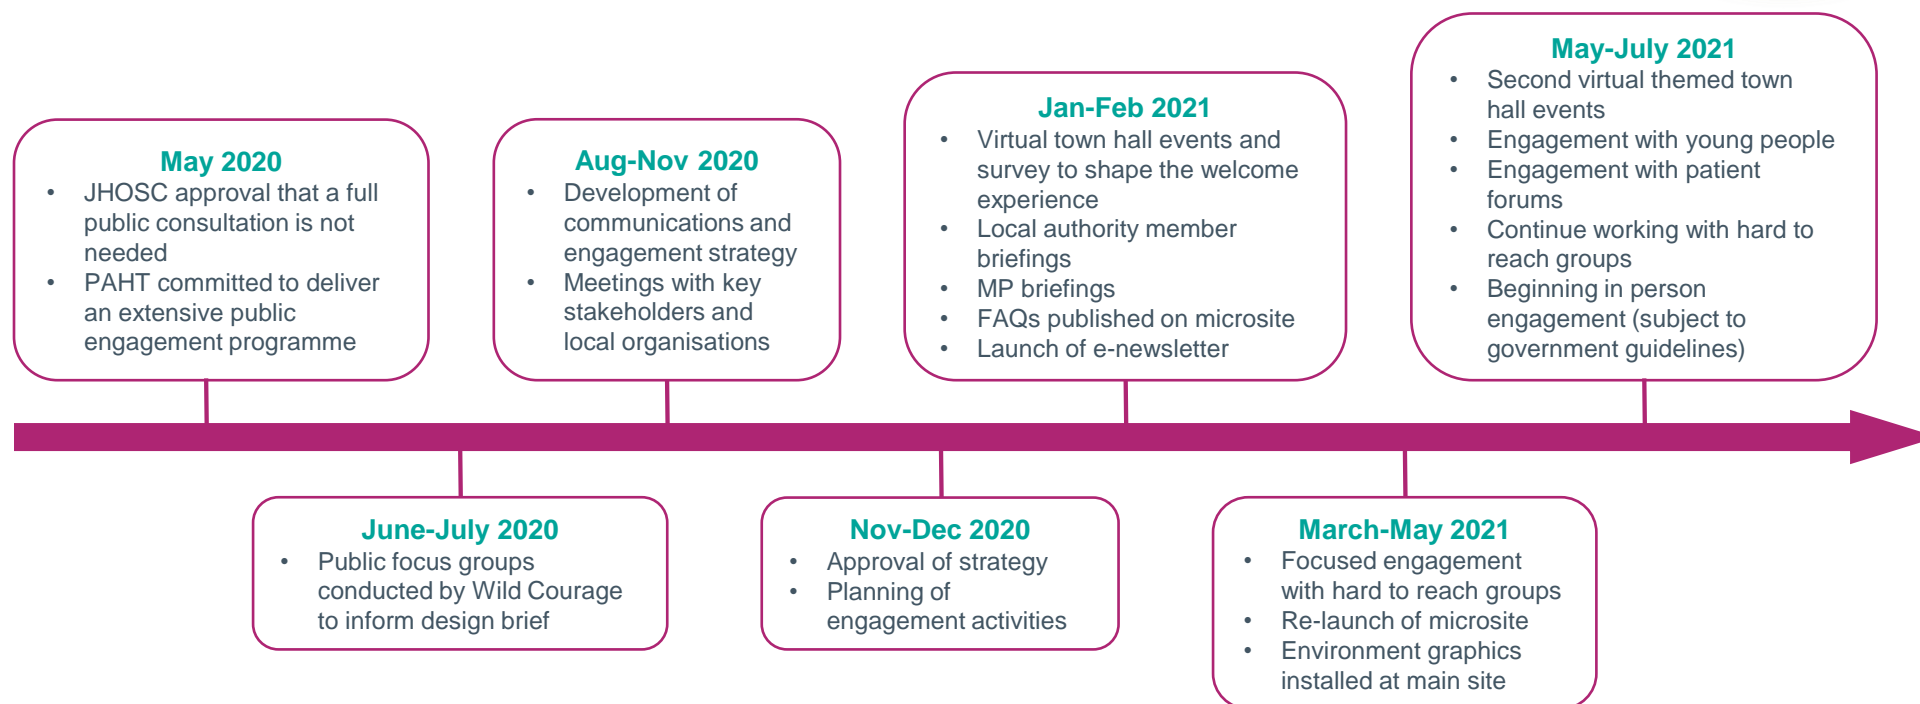 May 2020
• JHOSC approval that a full
public consultation is not
needed
• PAHT committed to deliver
an extensive public
engagement programme
June-July 2020
• Public focus groups
conducted by Wild Courage
to inform design brief
Aug-Nov 2020
• Development of
communications and
engagement strategy
• Meetings with key
stakeholders and
local organisations
Nov-Dec 2020
• Approval of strategy
• Planning of
engagement activities
Jan-Feb 2021
• Virtual town hall events and
survey to shape the welcome
experience
• Local authority member
briefings
• MP briefings
• FAQs published on microsite
• Launch of e-newsletter
March-May 2021
• Focused engagement
with hard to reach groups
• Re-launch of microsite
• Environment graphics
installed at main site
May-July 2021
• Second virtual themed town
hall events
• Engagement with young people
• Engagement with patient
forums
• Continue working with hard to
reach groups
• Beginning in person
engagement (subject to
government guidelines)